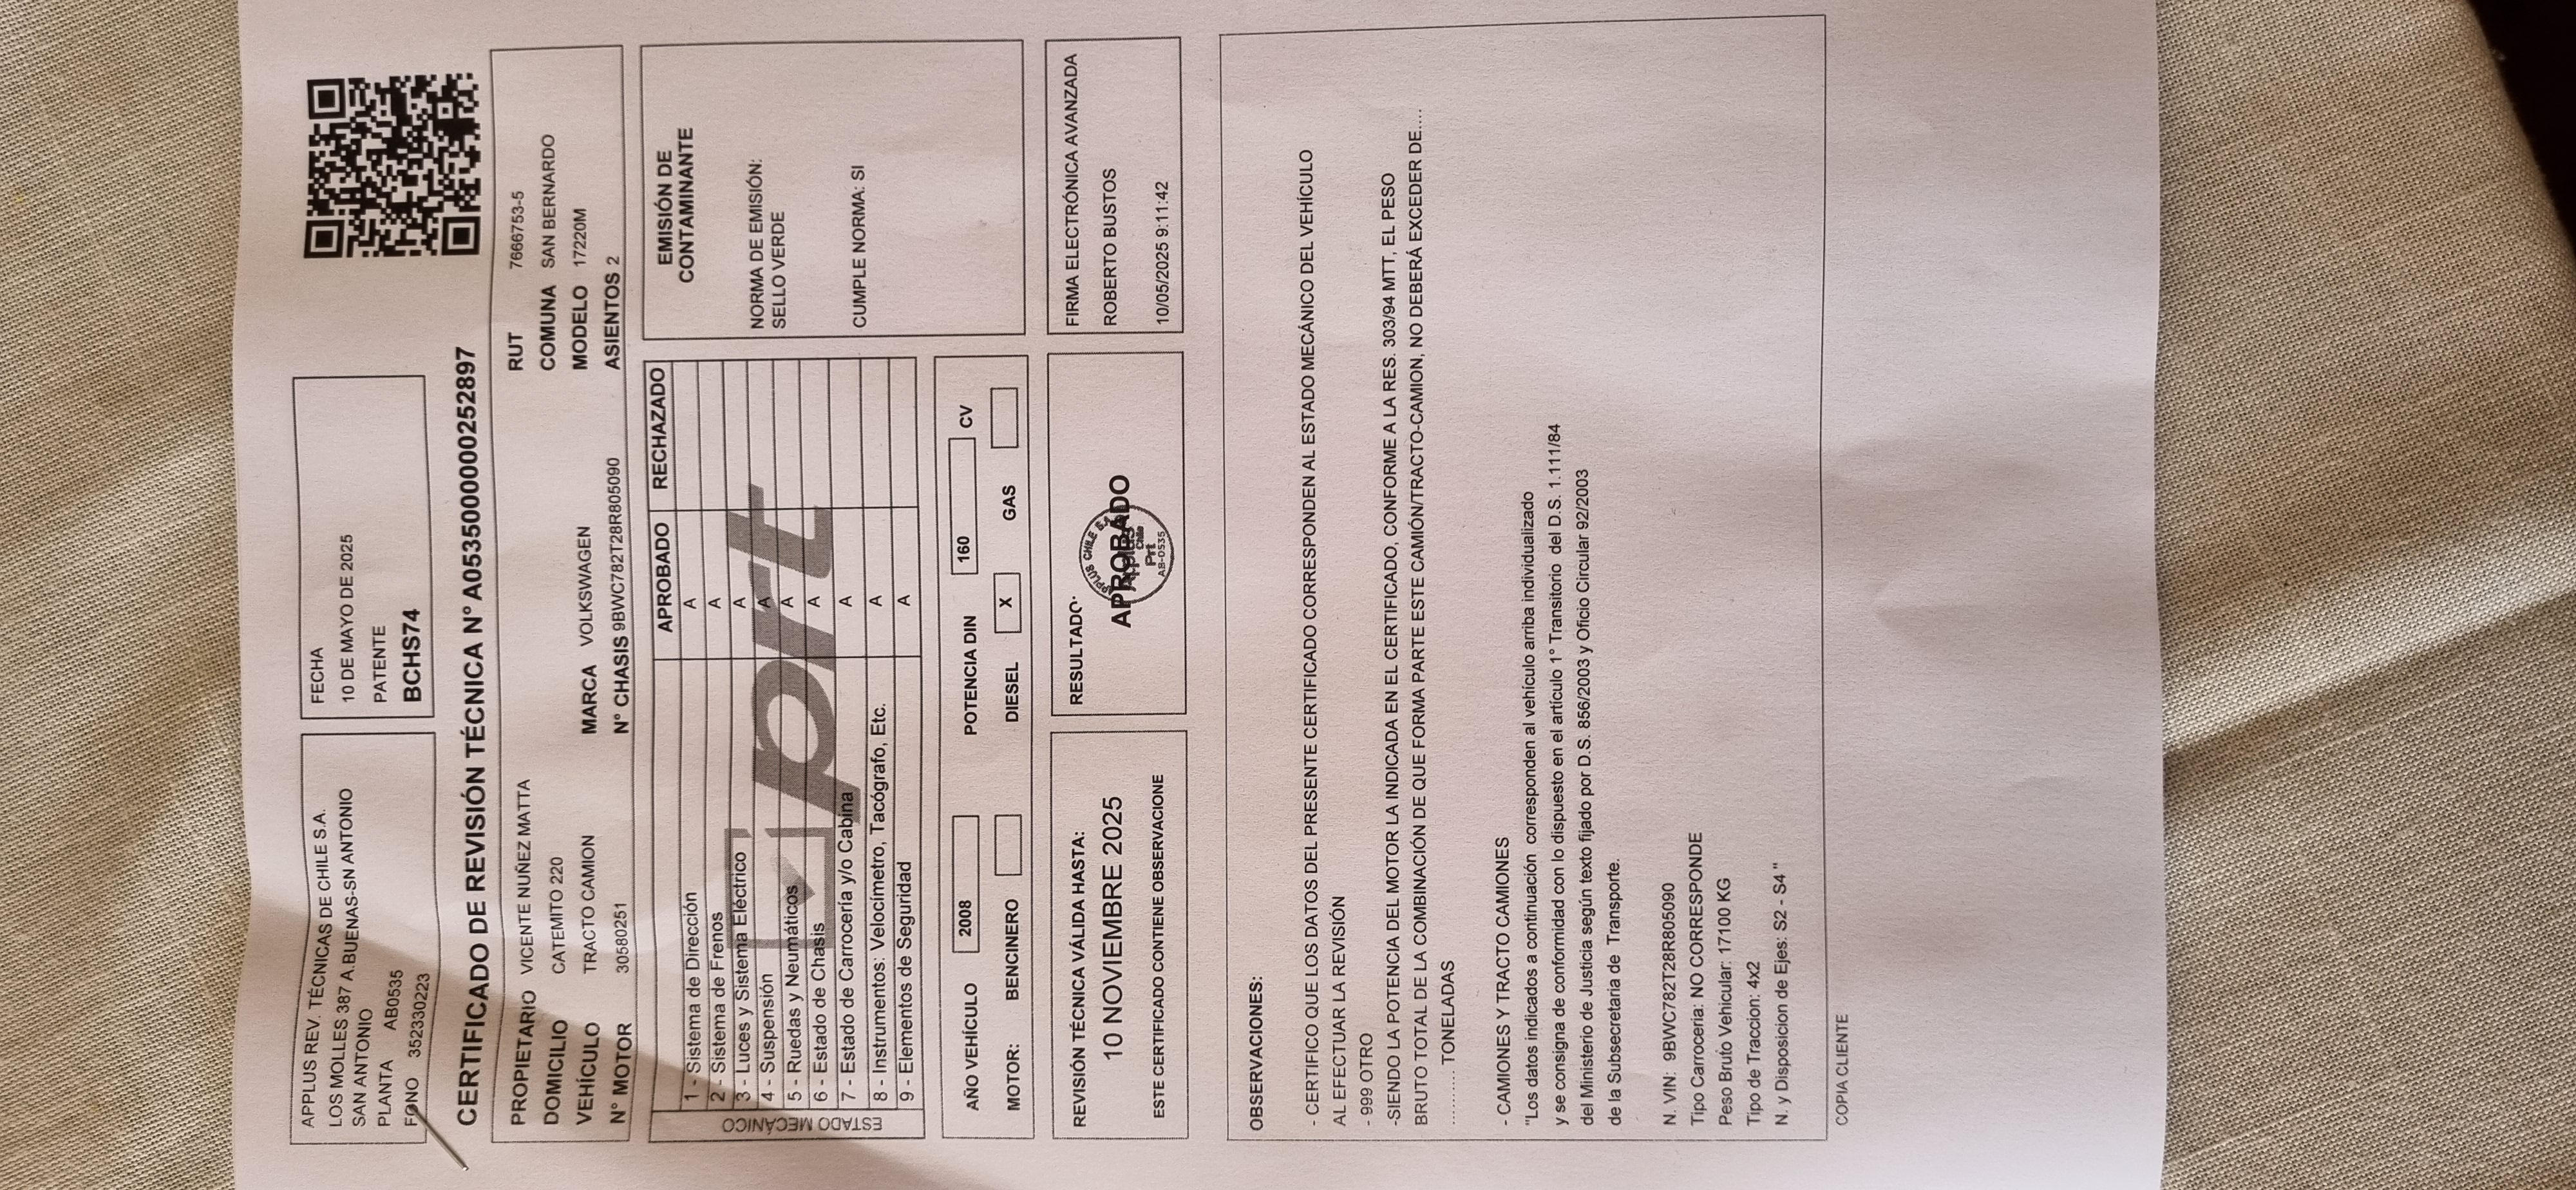 APPLUS REV. TÉCNICAS DE CHILE S.A.
LOS MOLLES 387 A.BUENAS-SN ANTONIO
SAN ANTONIO
PLANTA AB0535
FONO 352330223
FECHA
10 DE MAYO DE 2025
PATENTE
BCHS74
CERTIFICADO DE REVISIÓN TÉCNICA N° A0535000000252897
PROPIETARIO VICENTE NUÑEZ MATTA RUT 7666753-5
DOMICILIO CATEMITO 220 COMUNA SAN BERNARDO
VEHÍCULO TRACTO CAMION MARCA VOLKSWAGEN MODELO 17220M
N° MOTOR 30580251 N° CHASIS 9BWC782T28R805090 ASIENTOS 2
ESTADO MECÁNICO
APROBADO RECHAZADO
1 - Sistema de Dirección A
2 - Sistema de Frenos A
3 - Luces y Sistema Eléctrico A
4 - Suspensión A
5 - Ruedas y Neumáticos A
6 - Estado de Chasis A
7 - Estado de Carrocería y/o Cabina A
8 - Instrumentos: Velocímetro, Tacógrafo, Etc. A
9 - Elementos de Seguridad A
prt
EMISIÓN DE
CONTAMINANTE
NORMA DE EMISIÓN:
SELLO VERDE
CUMPLE NORMA: SI
AÑO VEHÍCULO 2008 POTENCIA DIN 160 CV
MOTOR: BENCINERO DIESEL X GAS
REVISIÓN TÉCNICA VÁLIDA HASTA:
10 NOVIEMBRE 2025
ESTE CERTIFICADO CONTIENE OBSERVACIONE
RESULTADO:
APROBADO
APPLUS CHILE S.A.
Applus
Chile
Prt
AB-0535
FIRMA ELECTRÓNICA AVANZADA
ROBERTO BUSTOS
10/05/2025 9:11:42
OBSERVACIONES:
- CERTIFICO QUE LOS DATOS DEL PRESENTE CERTIFICADO CORRESPONDEN AL ESTADO MECÁNICO DEL VEHÍCULO
AL EFECTUAR LA REVISIÓN
- 999 OTRO
-SIENDO LA POTENCIA DEL MOTOR LA INDICADA EN EL CERTIFICADO, CONFORME A LA RES. 303/94 MTT, EL PESO
BRUTO TOTAL DE LA COMBINACIÓN DE QUE FORMA PARTE ESTE CAMIÓN/TRACTO-CAMION, NO DEBERÁ EXCEDER DE....
.......... TONELADAS
- CAMIONES Y TRACTO CAMIONES
"Los datos indicados a continuación corresponden al vehículo arriba individualizado
y se consigna de conformidad con lo dispuesto en el artículo 1° Transitorio del D.S. 1.111/84
del Ministerio de Justicia según texto fijado por D.S. 856/2003 y Oficio Circular 92/2003
de la Subsecretaria de Transporte.
N. VIN: 9BWC782T28R805090
Tipo Carroceria: NO CORRESPONDE
Peso Bruto Vehicular: 17100 KG
Tipo de Traccion: 4x2
N. y Disposicion de Ejes: S2 - S4 "
COPIA CLIENTE